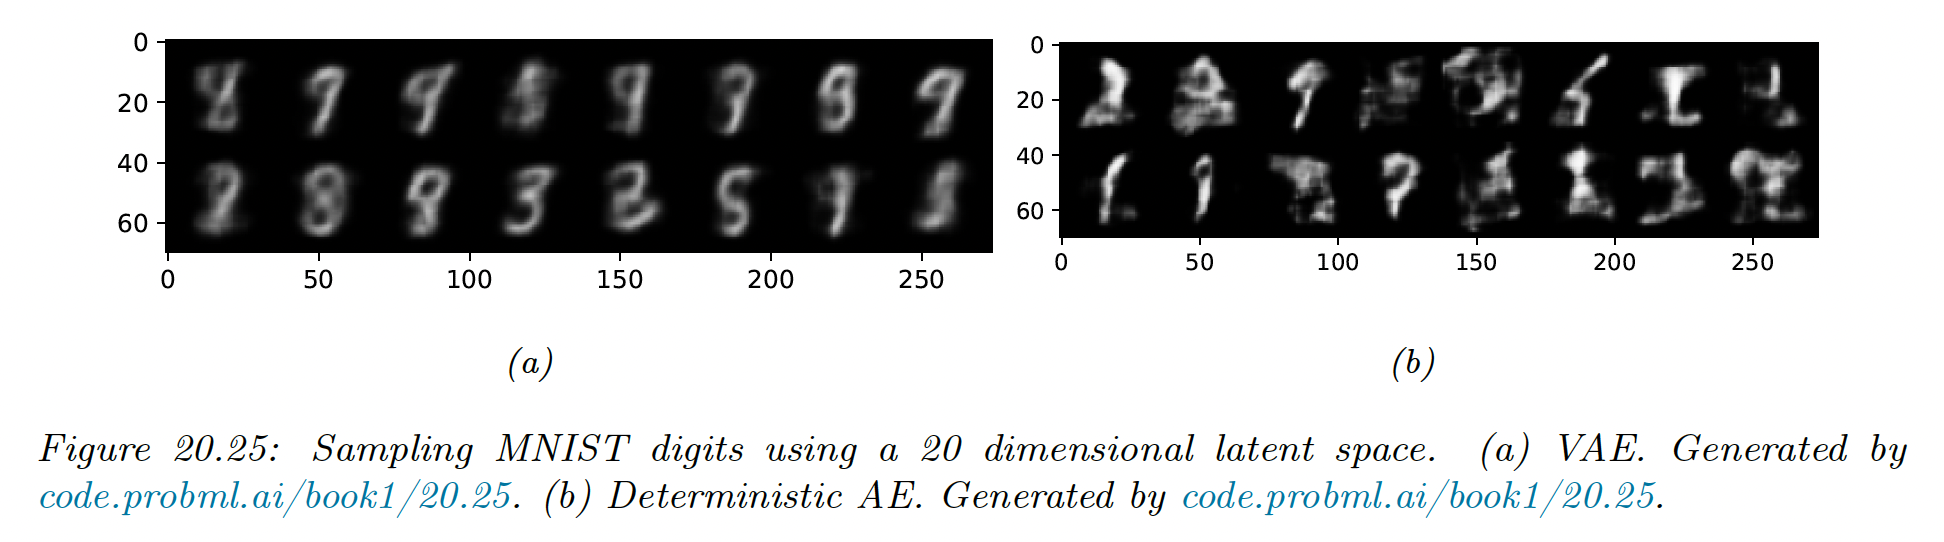 0
20
40
60
0 50 100 150 200 250
0
20
40
60
0 50 100 150 200 250
(a)
(b)
Figure 20.25: Sampling MNIST digits using a 20 dimensional latent space. (a) VAE. Generated by
code.probml.ai/book1/20.25. (b) Deterministic AE. Generated by code.probml.ai/book1/20.25.